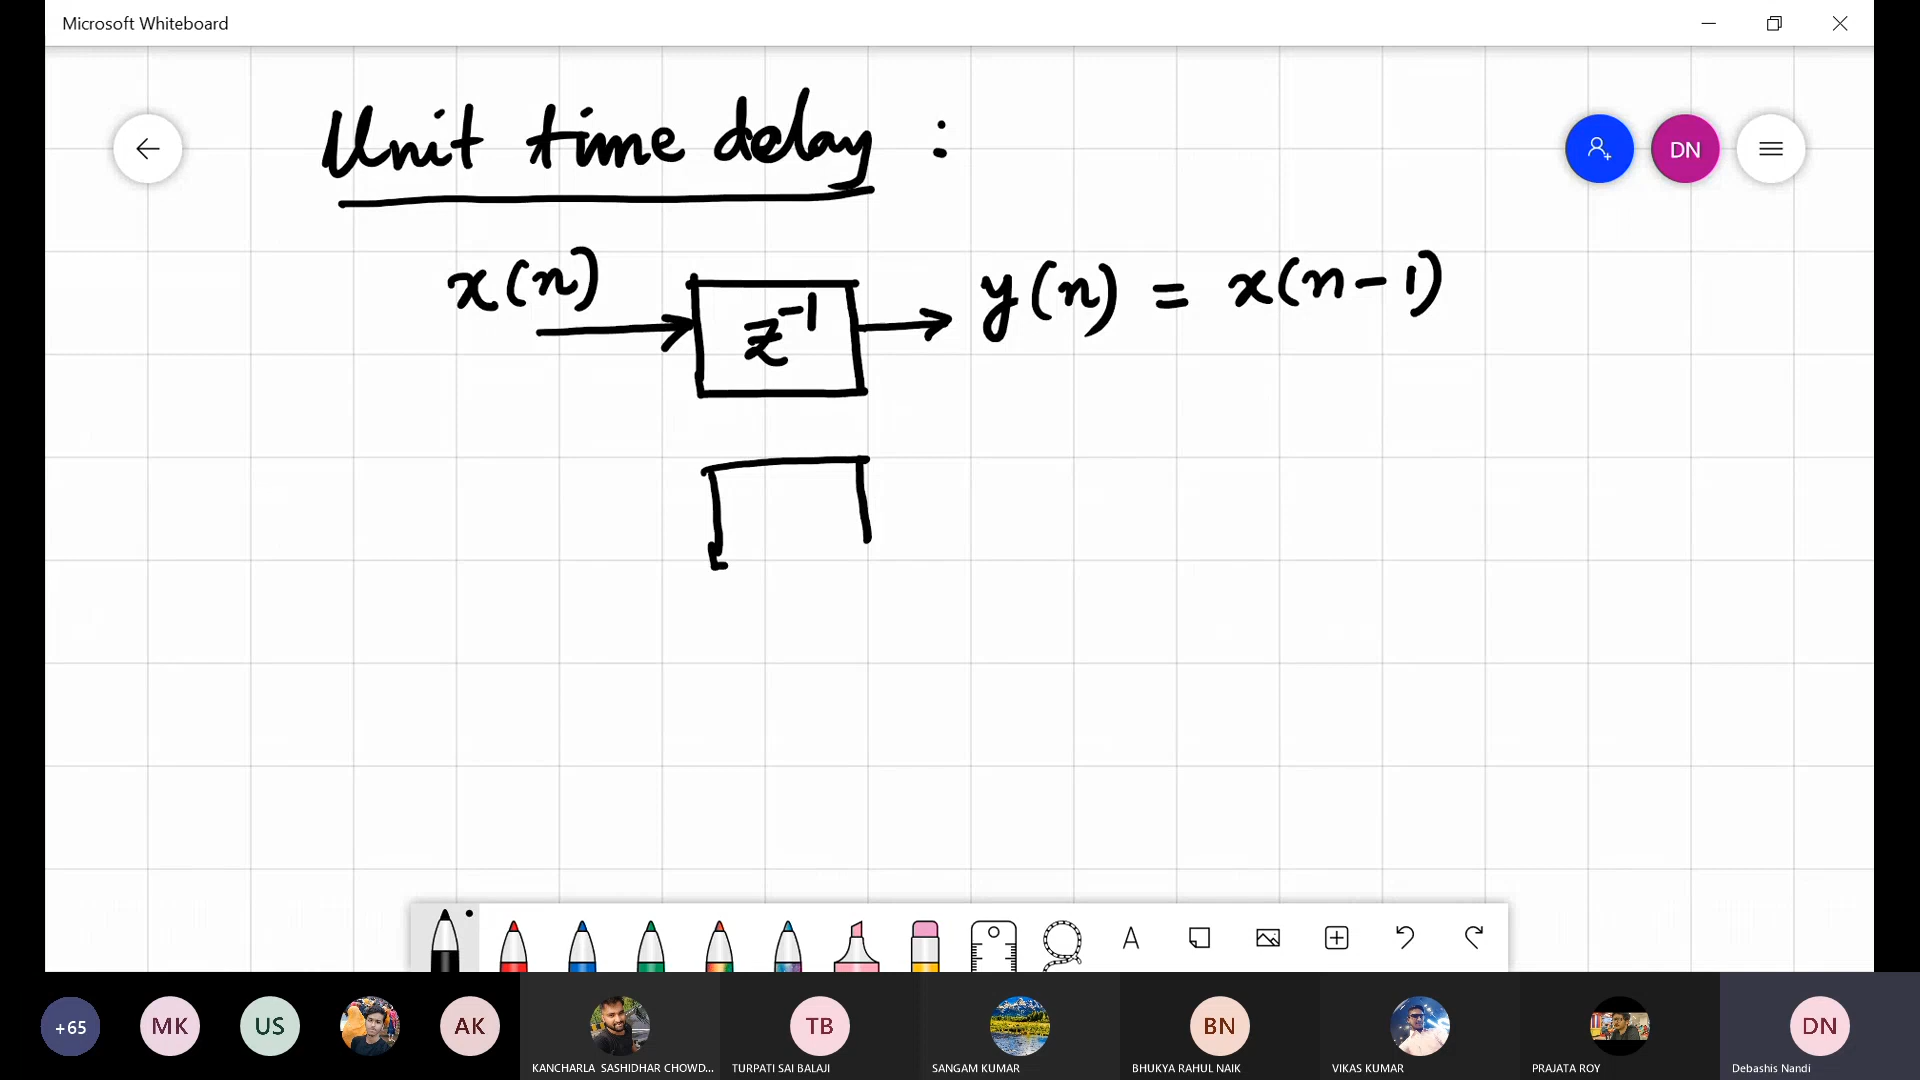 Microsoft Whiteboard
Unit time delay :
x(n) z⁻¹ y(n) = x(n-1)
DN
A
+65 MK US AK TB BN DN
KANCHARLA SASHIDHAR CHOWD... TURPATI SAI BALAJI SANGAM KUMAR BHUKYA RAHUL NAIK VIKAS KUMAR PRAJATA ROY Debashis Nandi